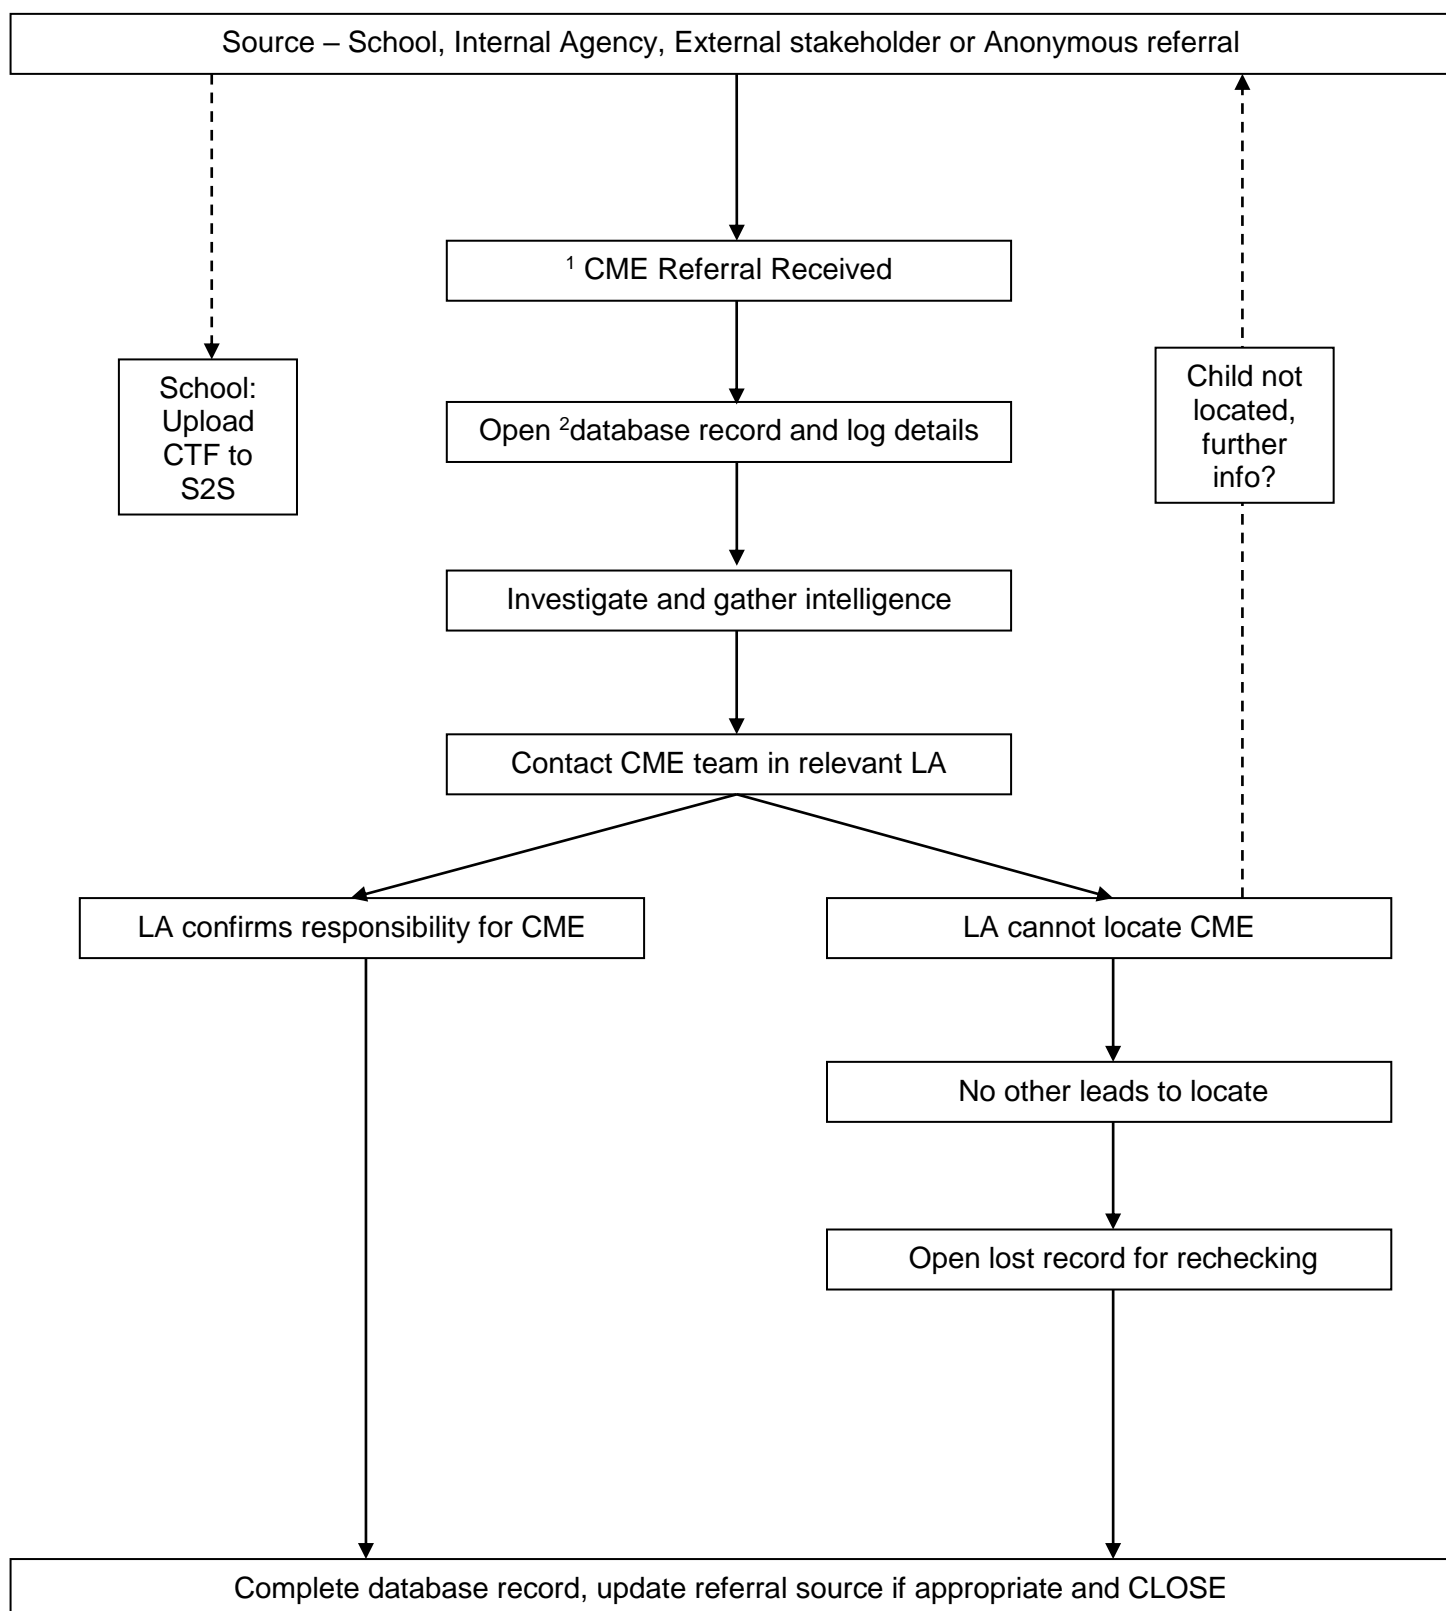 Source – School, Internal Agency, External stakeholder or Anonymous referral
¹ CME Referral Received
School:
Upload
CTF to
S2S
Child not
located,
further
info?
Open ²database record and log details
Investigate and gather intelligence
Contact CME team in relevant LA
LA confirms responsibility for CME
LA cannot locate CME
No other leads to locate
Open lost record for rechecking
Complete database record, update referral source if appropriate and CLOSE